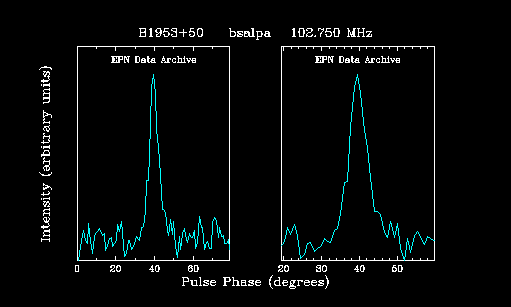 B1953+50 bsalpa 102.750 MHz
EPN Data Archive
EPN Data Archive
Intensity (arbitrary units)
0 20 40 60
20 30 40 50
Pulse Phase (degrees)